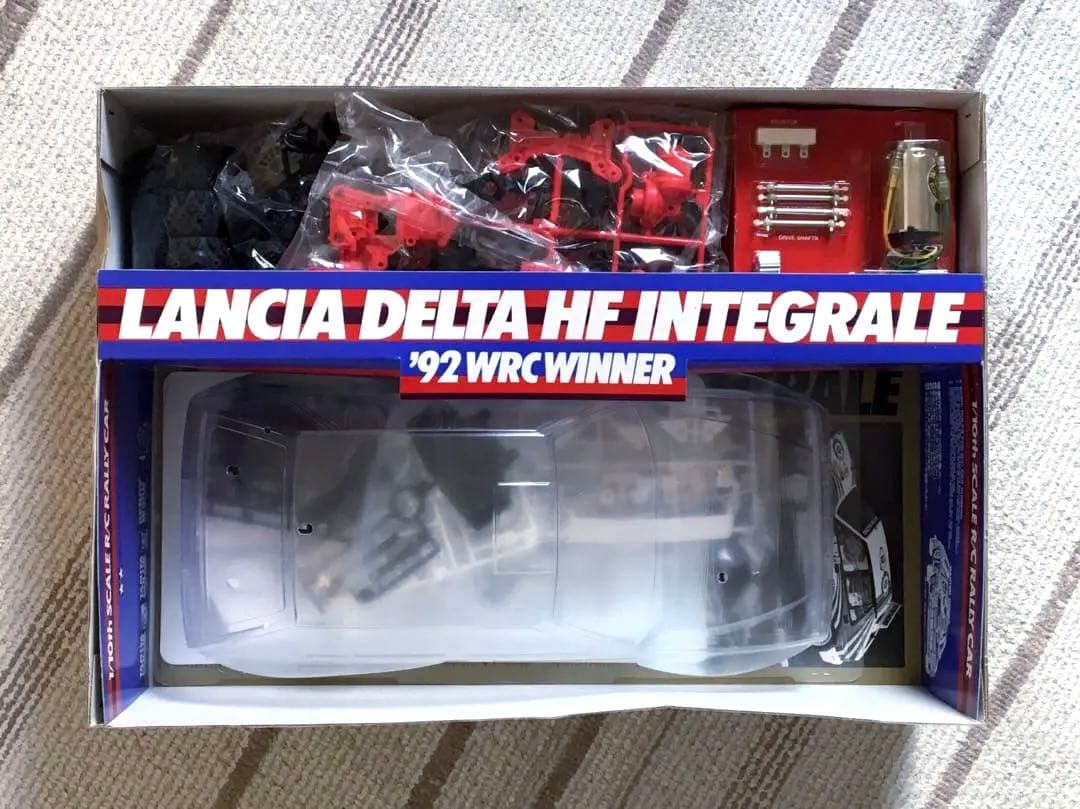 RESISTOR
DRIVE SHAFTS
LANCIA DELTA HF INTEGRALE
'92 WRC WINNER
1/10th SCALE R/C RALLY CAR
1/10th SCALE R/C RALLY CAR